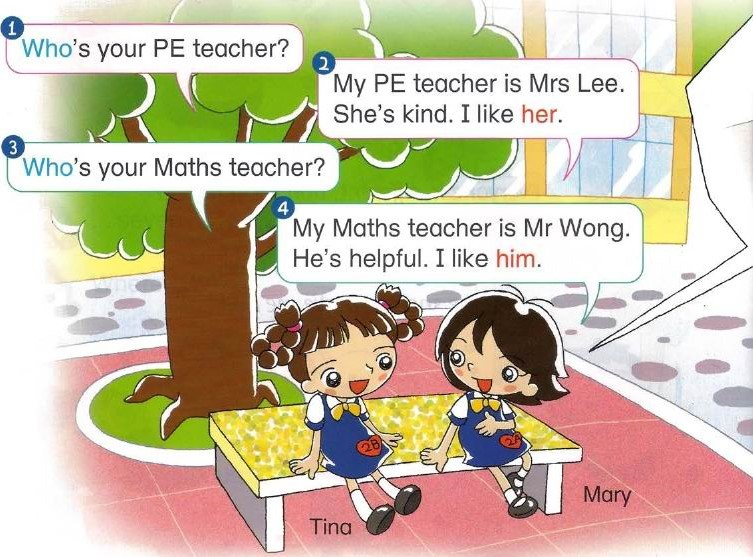 1
Who's your PE teacher?
2
My PE teacher is Mrs Lee.
She's kind. I like her.
3
Who's your Maths teacher?
4
My Maths teacher is Mr Wong.
He's helpful. I like him.
2B
2A
Mary
Tina